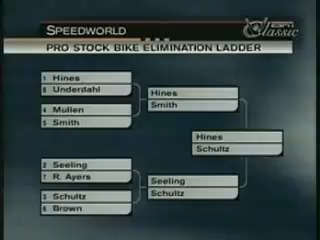 SPEEDWORLD
ESPN
Classic
PRO STOCK BIKE ELIMINATION LADDER
1 Hines
8 Underdahl
4 Mullen
5 Smith
2 Seeling
7 R. Ayers
3 Schultz
6 Brown
Hines
Smith
Seeling
Schultz
Hines
Schultz